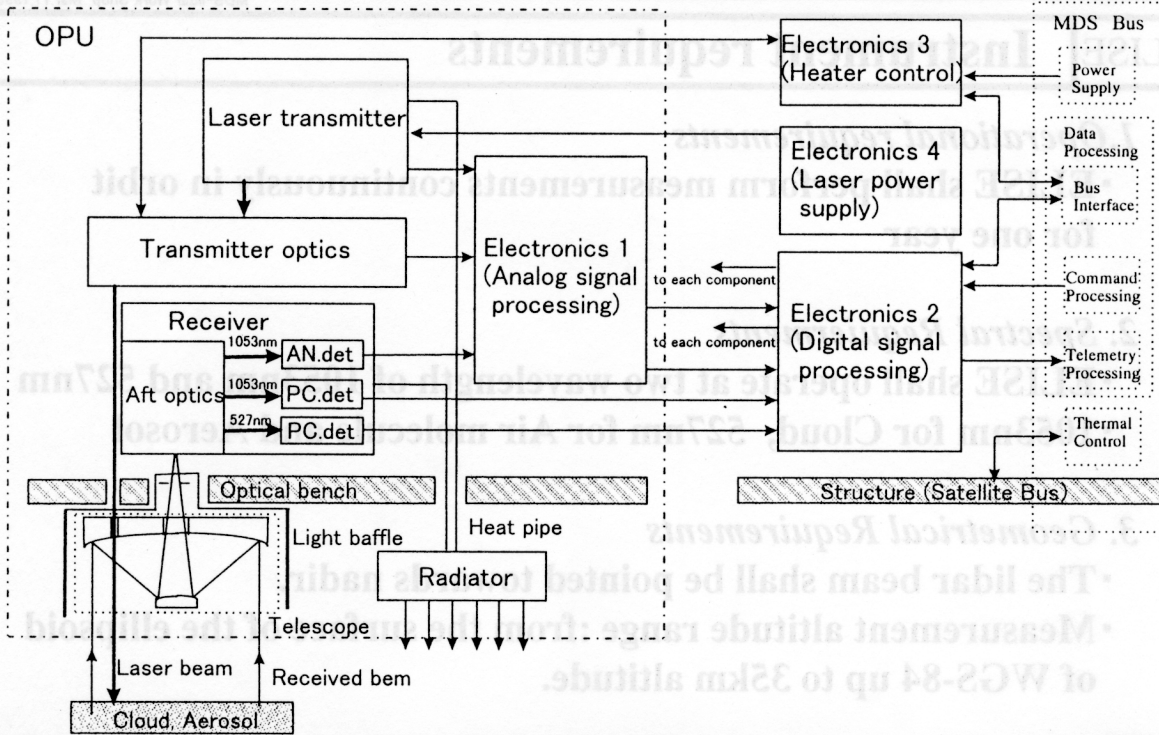 OPU
Laser transmitter
Transmitter optics
Receiver
Aft optics
1053nm
AN.det
1053nm
PC.det
527nm
PC.det
Electronics 1
(Analog signal
processing)
Electronics 3
(Heater control)
Electronics 4
(Laser power
supply)
to each component
to each component
Electronics 2
(Digital signal
processing)
MDS Bus
Power
Supply
Data
Processing
Bus
Interface
Command
Processing
Telemetry
Processing
Thermal
Control
Optical bench
Structure (Satellite Bus)
Light baffle
Heat pipe
Radiator
Telescope
Laser beam
Received bem
Cloud, Aerosol
Instrument requirements
1.Operational requirements
・ELISE shall perform measurements continuously in orbit
for one year
2. Spectral Requirements
・ELISE shall operate at two wavelength of 1053nm and 527nm
1053nm for Cloud, 527nm for Air molecule and Aerosol
3. Geometrical Requirements
・The lidar beam shall be pointed towards nadir.
・Measurement altitude range :from the surface of the ellipsoid
of WGS-84 up to 35km altitude.